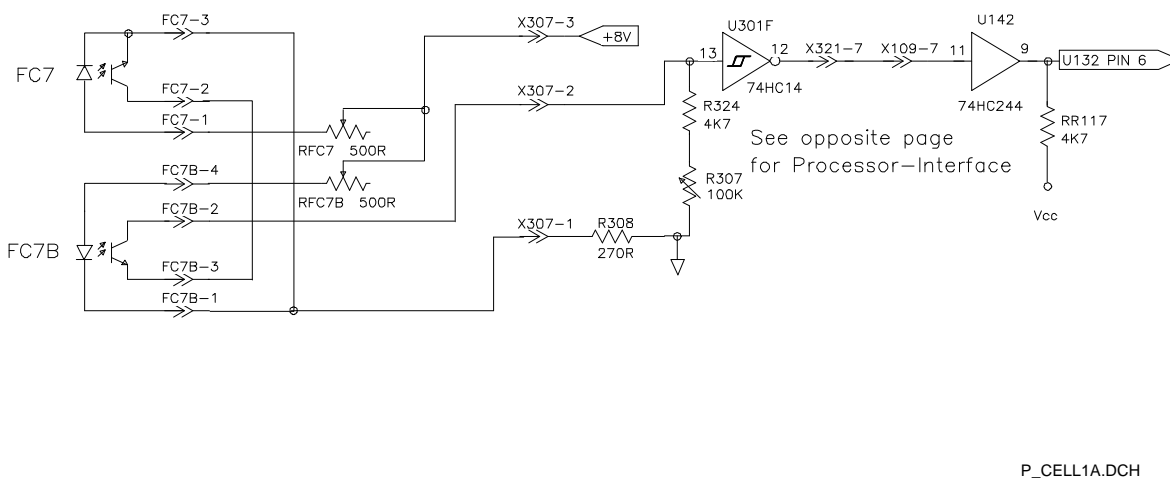 FC7-3
FC7
FC7-2
FC7-1
RFC7 500R
FC7B-4
RFC7B 500R
FC7B-2
FC7B
FC7B-3
FC7B-1
X307-3
+8V
X307-2
X307-1
R308
270R
U301F
13
12
74HC14
R324
4K7
R307
100K
X321-7
X109-7
U142
11
9
74HC244
U132 PIN 6
RR117
4K7
Vcc
See opposite page
for Processor-Interface
P_CELL1A.DCH